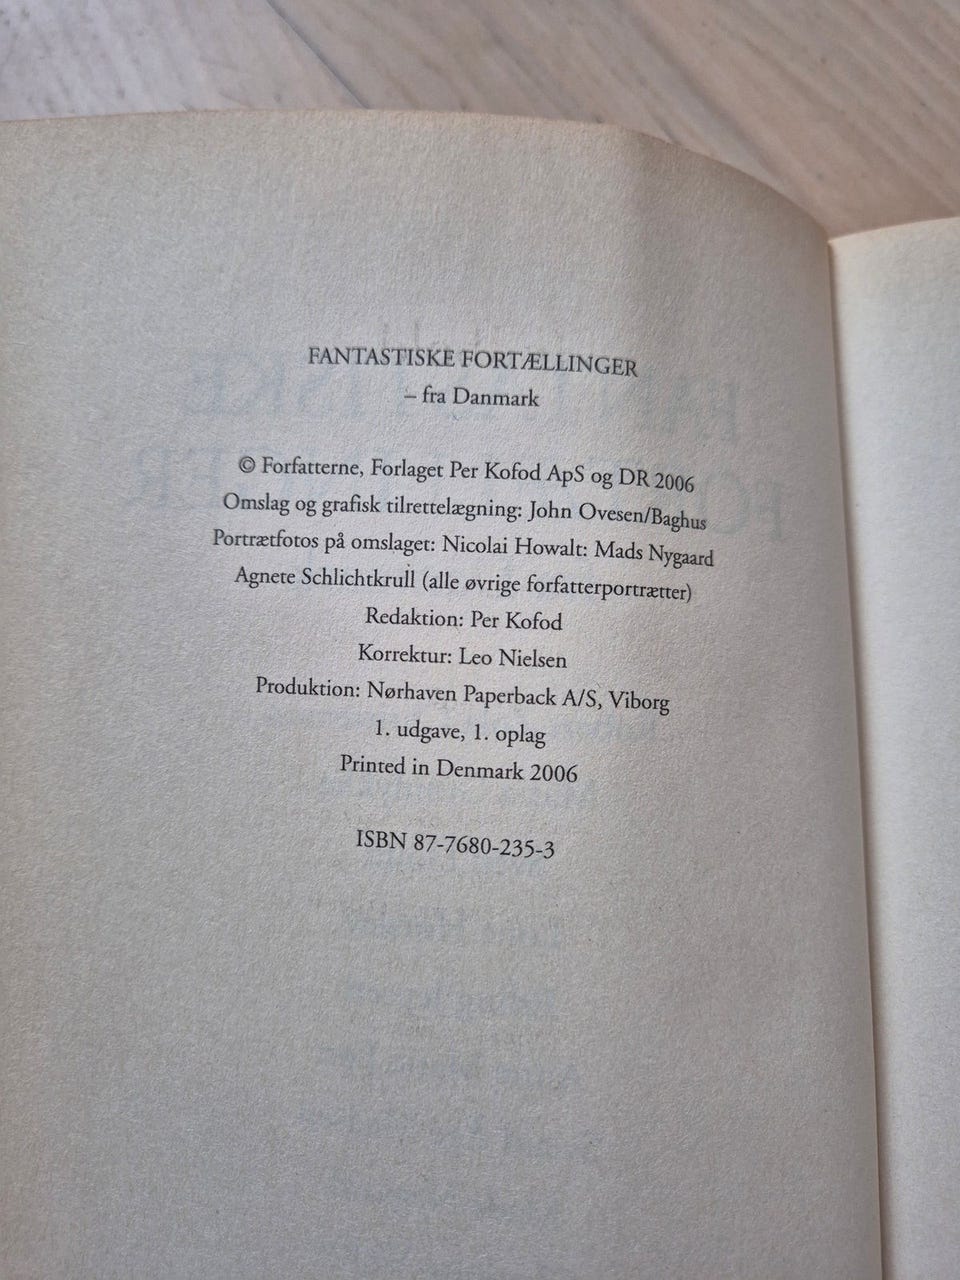 FANTASTISKE FORTÆLLINGER
– fra Danmark
© Forfatterne, Forlaget Per Kofod ApS og DR 2006
Omslag og grafisk tilrettelægning: John Ovesen/Baghus
Portrætfotos på omslaget: Nicolai Howalt: Mads Nygaard
Agnete Schlichtkrull (alle øvrige forfatterportrætter)
Redaktion: Per Kofod
Korrektur: Leo Nielsen
Produktion: Nørhaven Paperback A/S, Viborg
1. udgave, 1. oplag
Printed in Denmark 2006
ISBN 87-7680-235-3